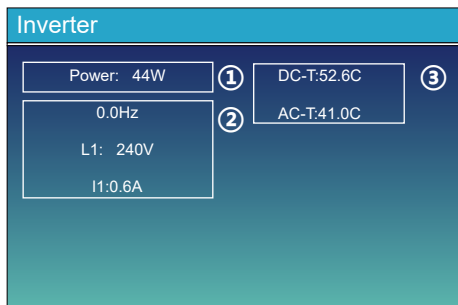 Inverter
Power: 44W
①
0.0Hz
②
L1: 240V
I1:0.6A
DC-T:52.6C
③
AC-T:41.0C